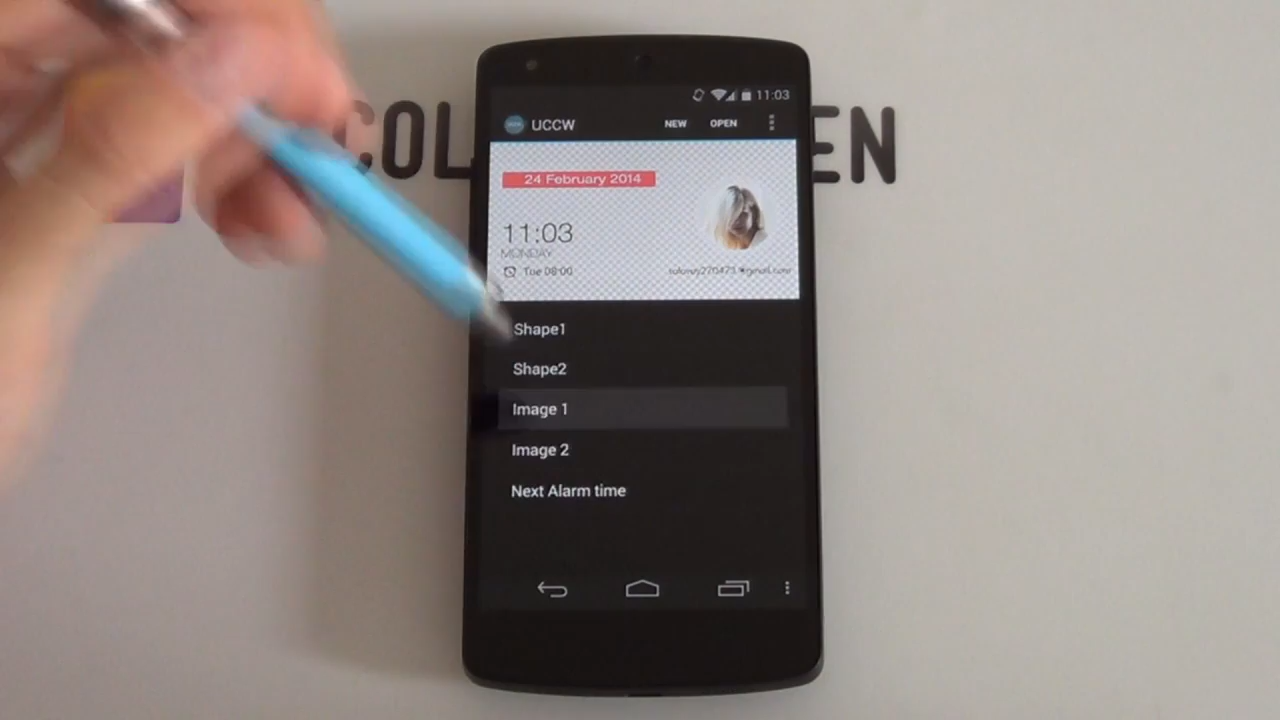 COL EN
11:03
UCCW NEW OPEN
24 February 2014
11:03
MONDAY
Tue 08:00
Shape1
Shape2
Image 1
Image 2
Next Alarm time